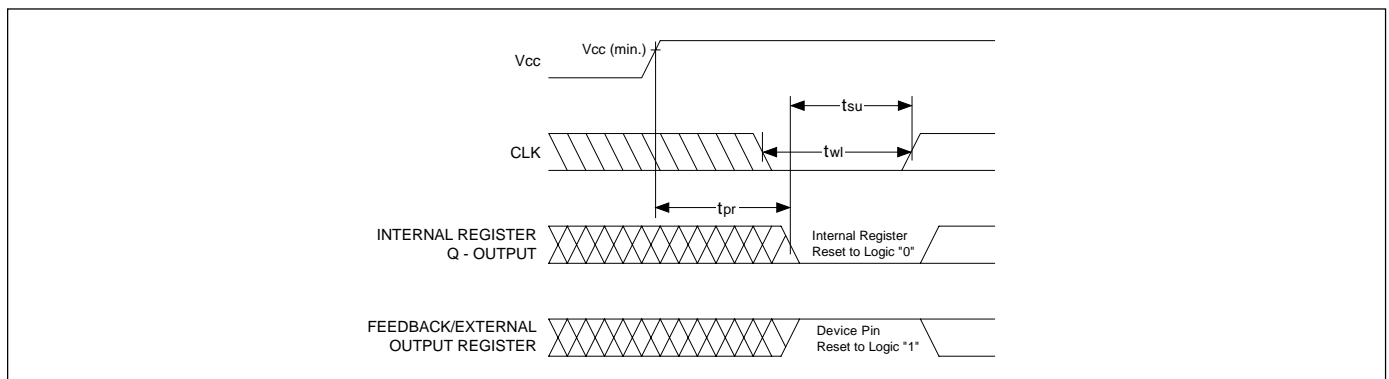 Vcc
Vcc (min.)
tsu
CLK
twl
tpr
INTERNAL REGISTER
Q - OUTPUT
Internal Register
Reset to Logic "0"
FEEDBACK/EXTERNAL
OUTPUT REGISTER
Device Pin
Reset to Logic "1"